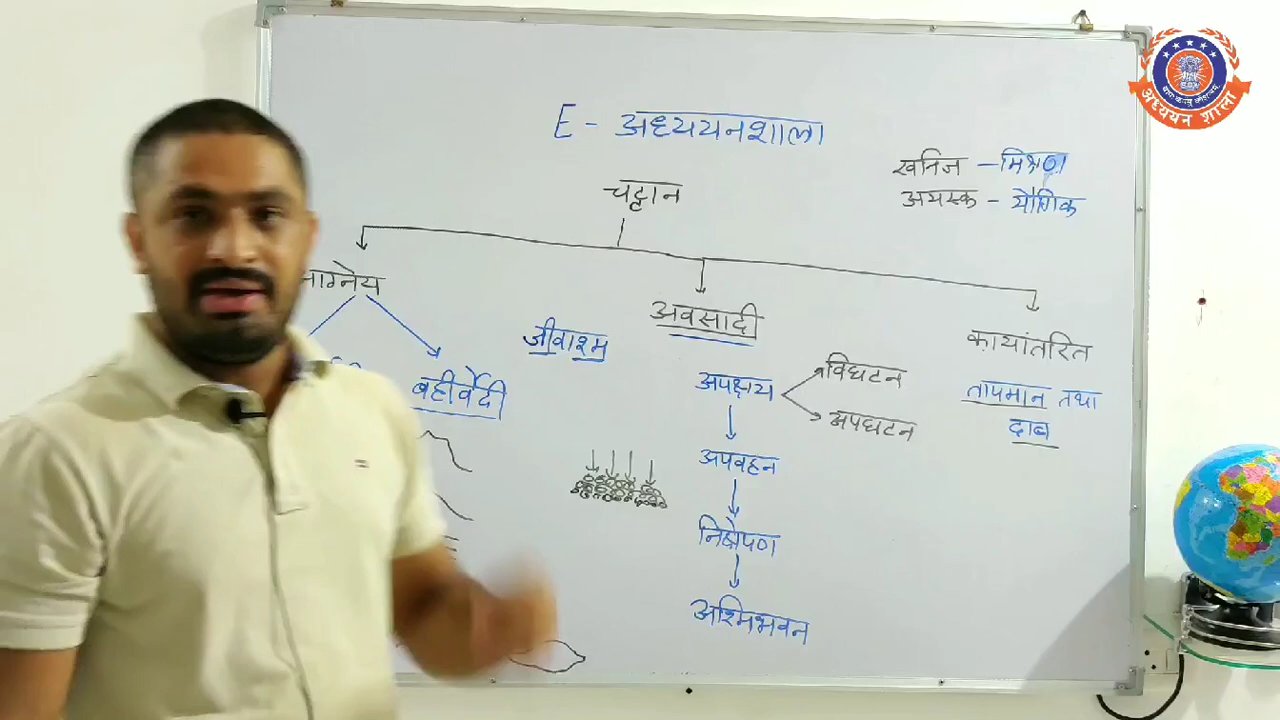 E - अध्ययनशाला
खनिज - मिश्रण
अयस्क - यौगिक
चट्टान
आग्नेय
अवसादी
कायांतरित
बहीर्वेदी
जीवाश्म
अपक्षय
विघटन
अपघटन
तापमान तथा
दाब
अपवहन
निक्षेपण
अश्मिभवन
अध्ययन शाला